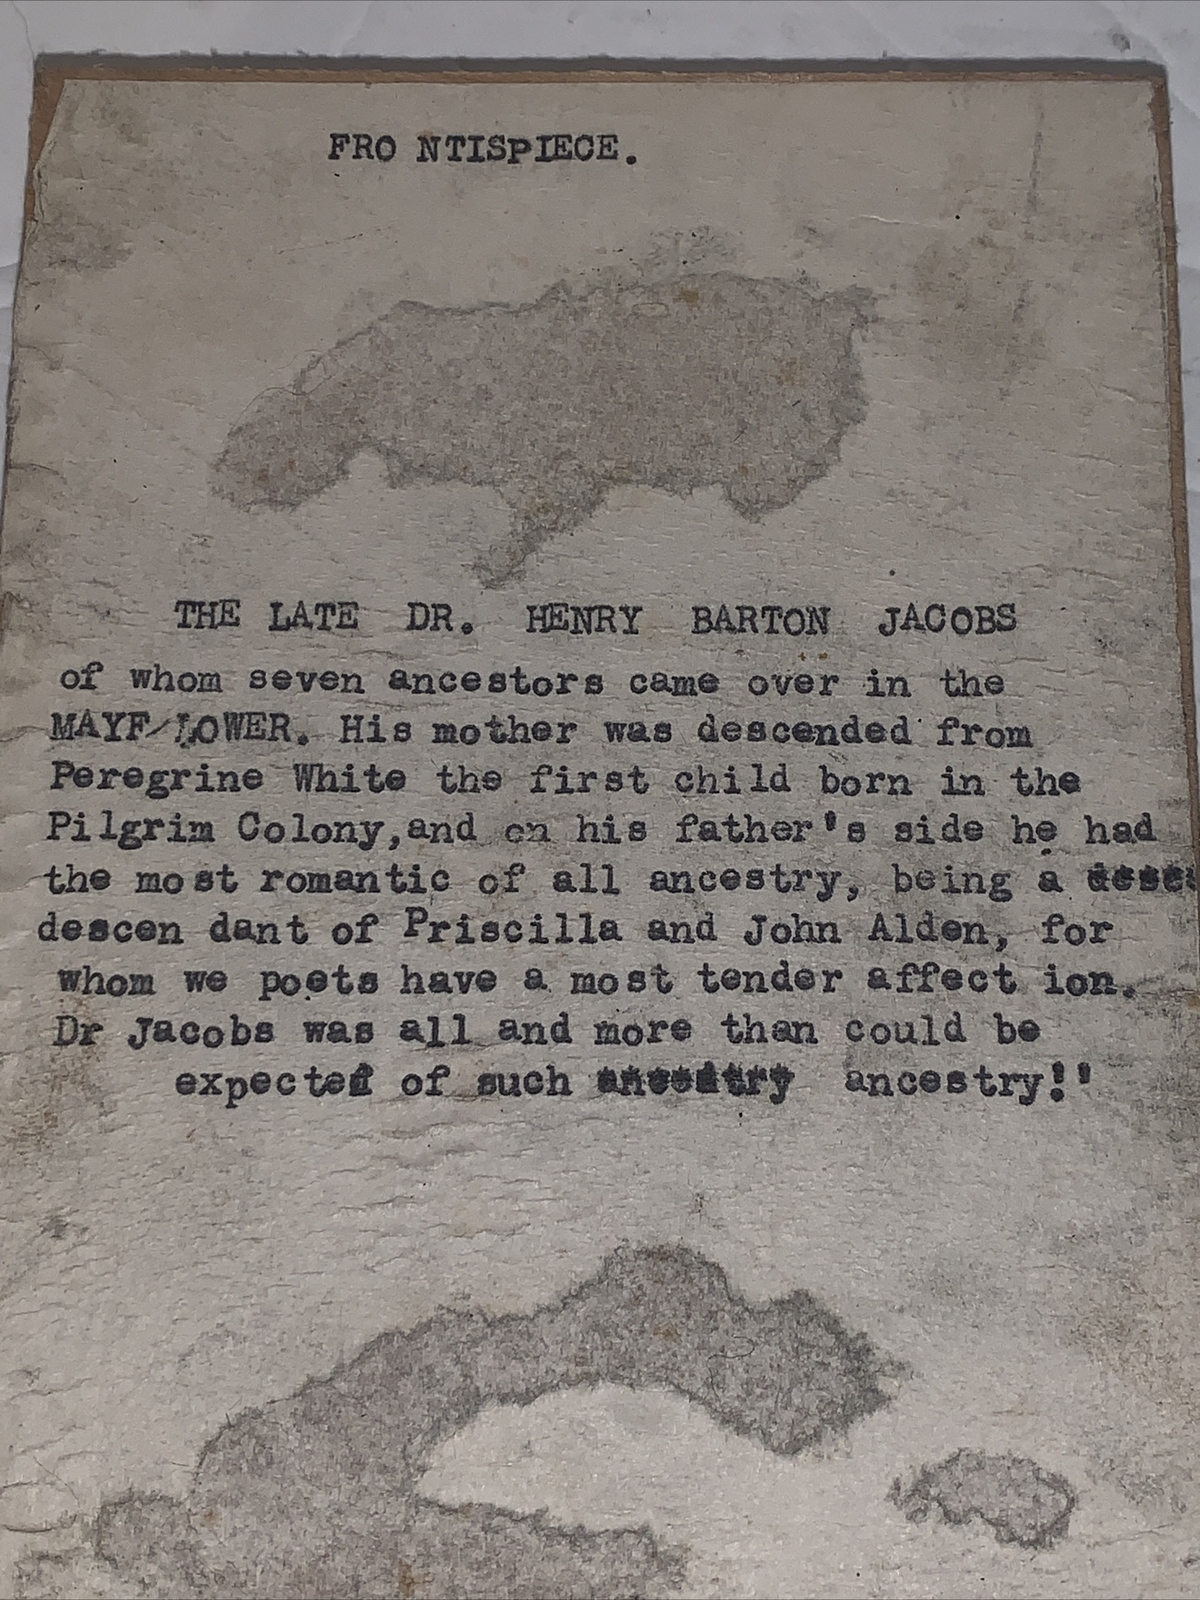 FRO NTISPIECE.
THE LATE DR. HENRY BARTON JACOBS
of whom seven ancestors came over in the
MAYF/LOWER. His mother was descended from
Peregrine White the first child born in the
Pilgrim Colony,and on his father's side he had
the most romantic of all ancestry, being a
descen dant of Priscilla and John Alden, for
whom we poets have a most tender affect ion.
Dr Jacobs was all and more than could be
expected of such ancestry!'